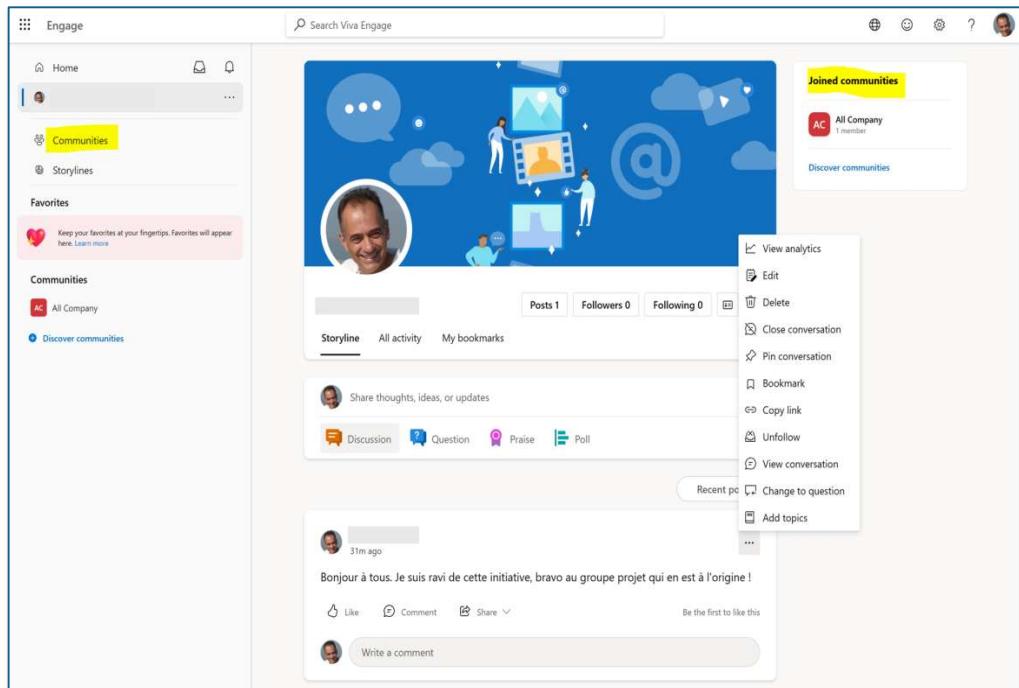 Engage
Search Viva Engage
?
Home
...
Communities
Storylines
Favorites
Keep your favorites at your fingertips. Favorites will appear
here. Learn more
Communities
AC All Company
Discover communities
@
Posts 1 Followers 0 Following 0
Storyline All activity My bookmarks
Share thoughts, ideas, or updates
Discussion Question Praise Poll
Recent po
31m ago
...
Bonjour à tous. Je suis ravi de cette initiative, bravo au groupe projet qui en est à l'origine !
Like Comment Share Be the first to like this
Write a comment
View analytics
Edit
Delete
Close conversation
Pin conversation
Bookmark
Copy link
Unfollow
View conversation
Change to question
Add topics
Joined communities
AC All Company
1 member
Discover communities